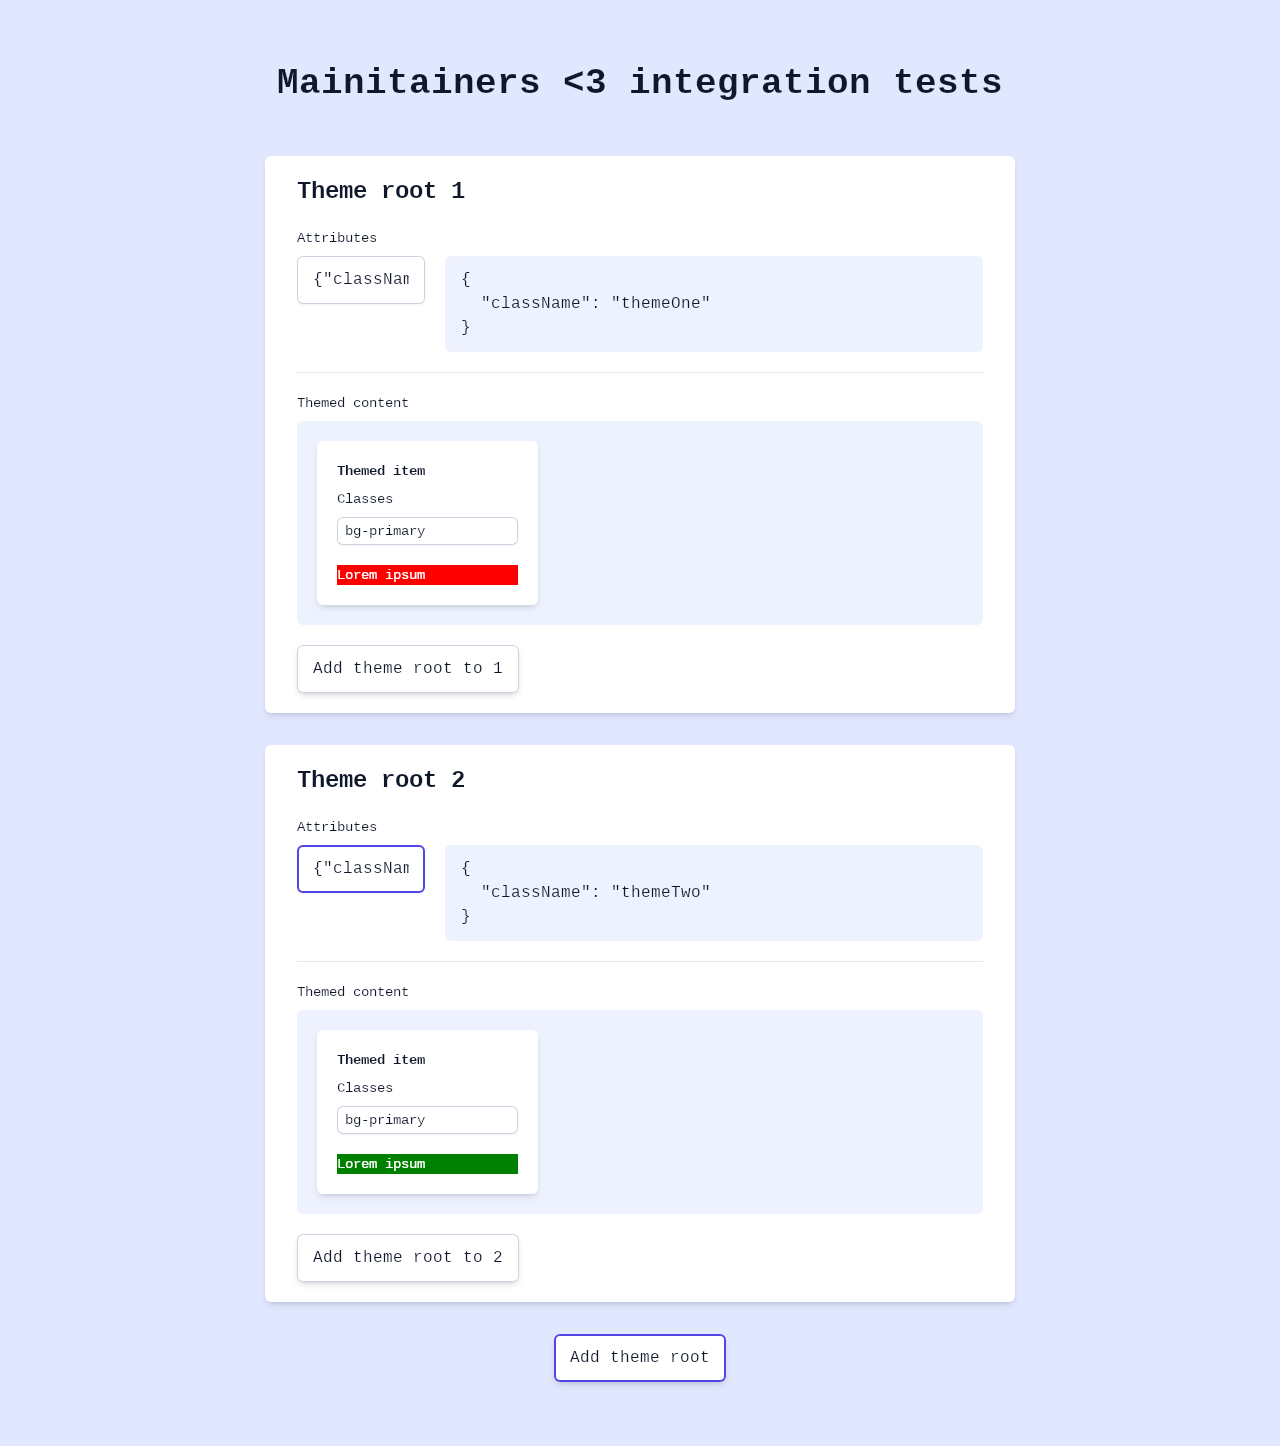 Mainitainers <3 integration tests
Theme root 1
Attributes
{"classNam
{
"className": "themeOne"
}
Themed content
Themed item
Classes
bg-primary
Lorem ipsum
Add theme root to 1
Theme root 2
Attributes
{"classNam
{
"className": "themeTwo"
}
Themed content
Themed item
Classes
bg-primary
Lorem ipsum
Add theme root to 2
Add theme root